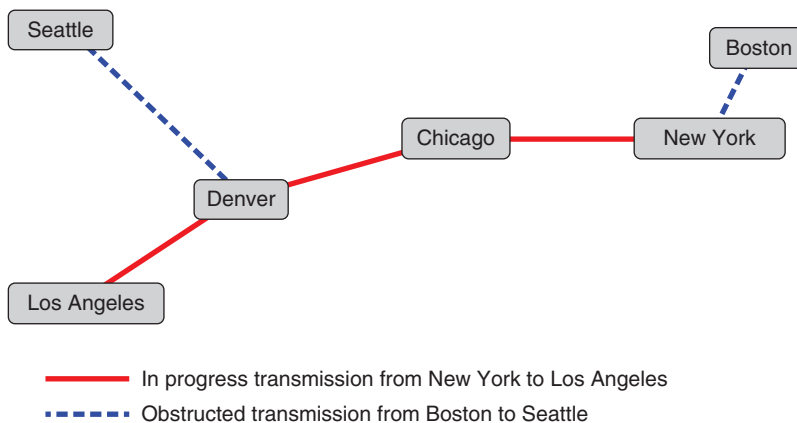 Seattle
Boston
Chicago
New York
Denver
Los Angeles
In progress transmission from New York to Los Angeles
Obstructed transmission from Boston to Seattle